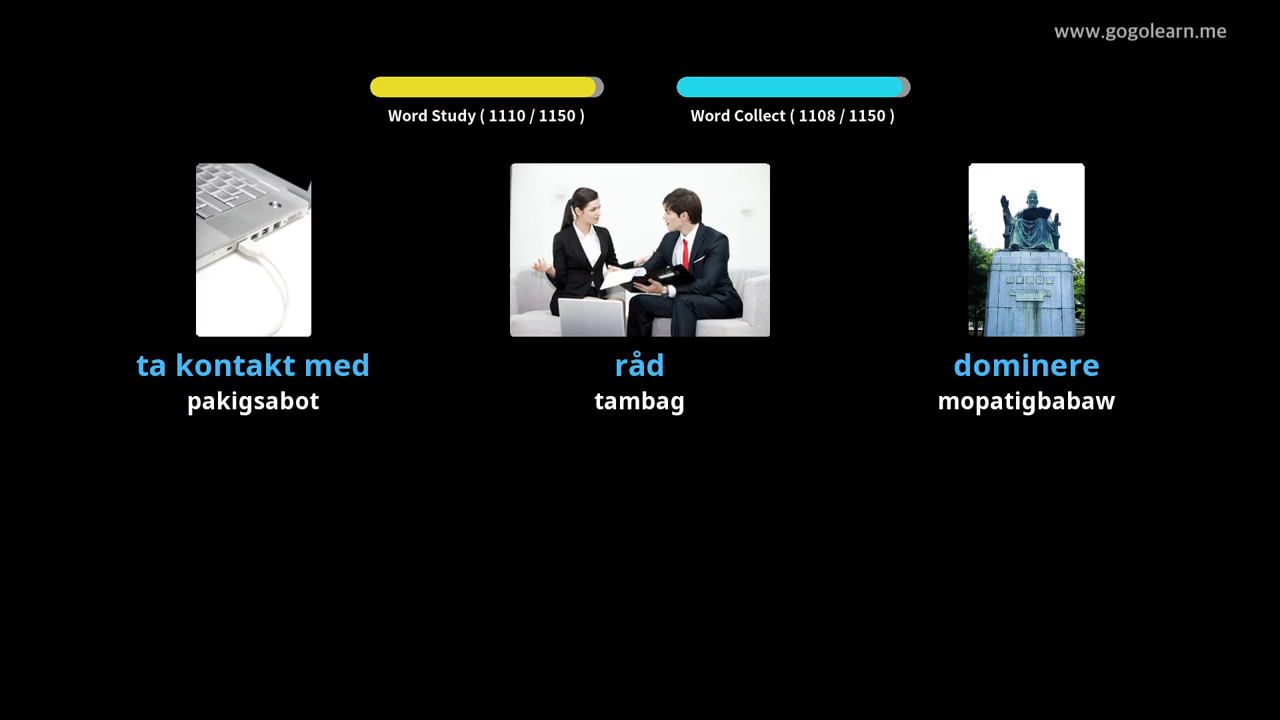 www.gogolearn.me
Word Study ( 1110 / 1150 )
Word Collect ( 1108 / 1150 )
ta kontakt med
råd
dominere
pakigsabot
tambag
mopatigbabaw